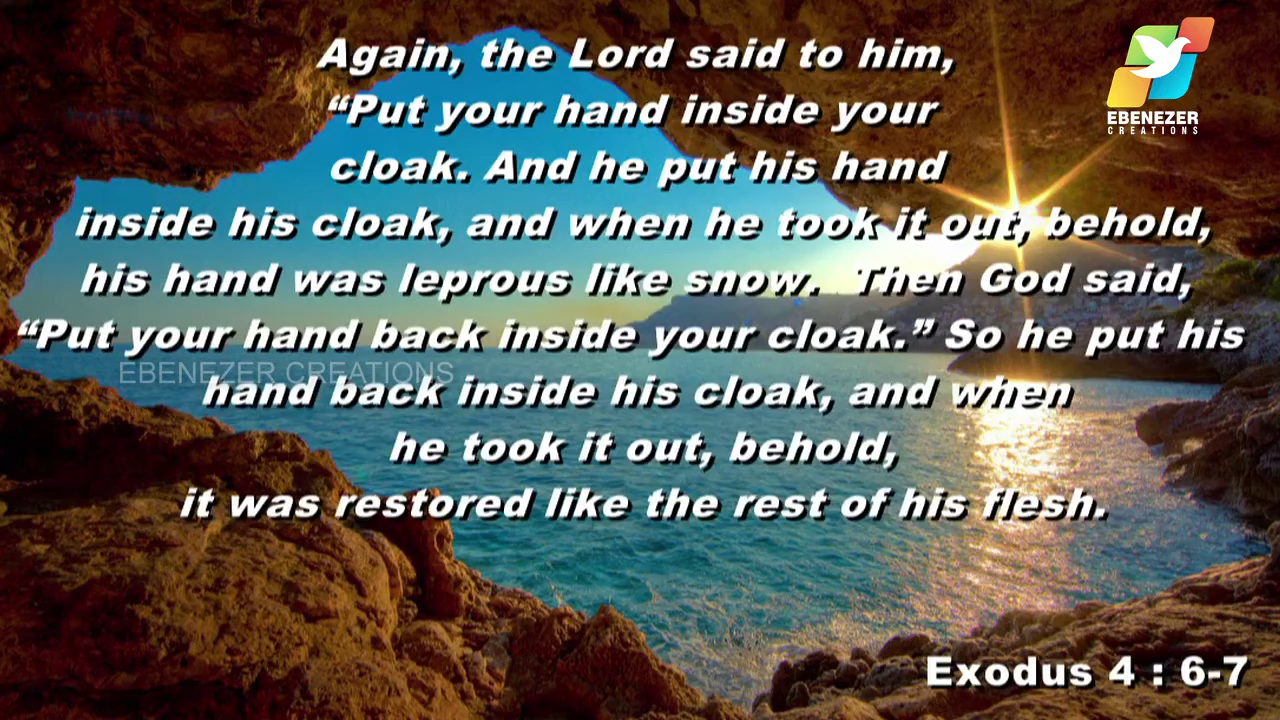 Again, the Lord said to him,
“Put your hand inside your
cloak. And he put his hand
inside his cloak, and when he took it out, behold,
his hand was leprous like snow.  Then God said,
“Put your hand back inside your cloak.” So he put his
hand back inside his cloak, and when
he took it out, behold,
it was restored like the rest of his flesh.
Exodus 4 : 6-7
EBENEZER
CREATIONS
EBENEZER CREATIONS